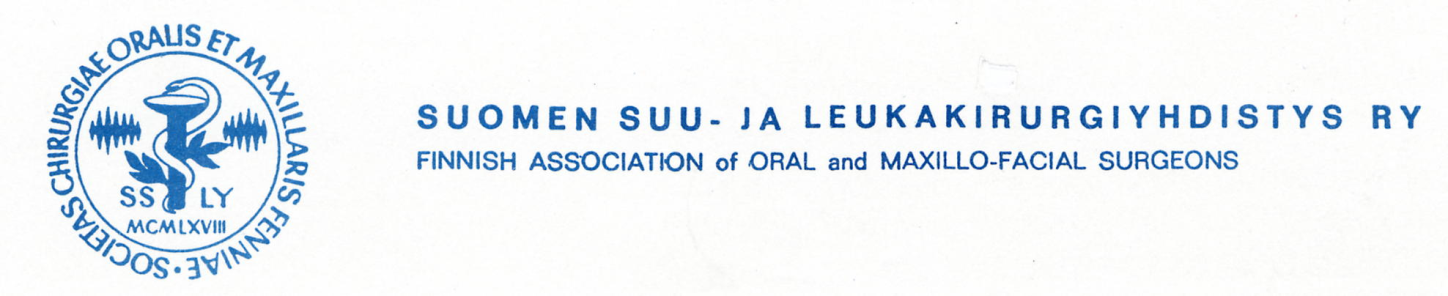 SOCIETAS CHIRURGIAE ORALIS ET MAXILLARIS FENNIAE •
SS LY
MCMLXVIII
SUOMEN SUU- JA LEUKAKIRURGIYHDISTYS RY
FINNISH ASSOCIATION of ORAL and MAXILLO-FACIAL SURGEONS